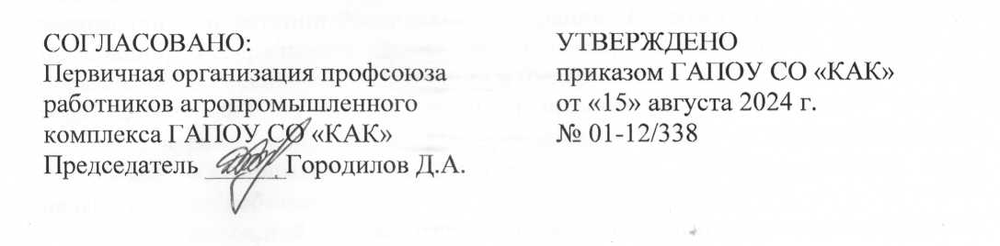 СОГЛАСОВАНО:
Первичная организация профсоюза
работников агропромышленного
комплекса ГАПОУ СО «КАК»
Председатель ______ Городилов Д.А.
УТВЕРЖДЕНО
приказом ГАПОУ СО «КАК»
от «15» августа 2024 г.
№ 01-12/338